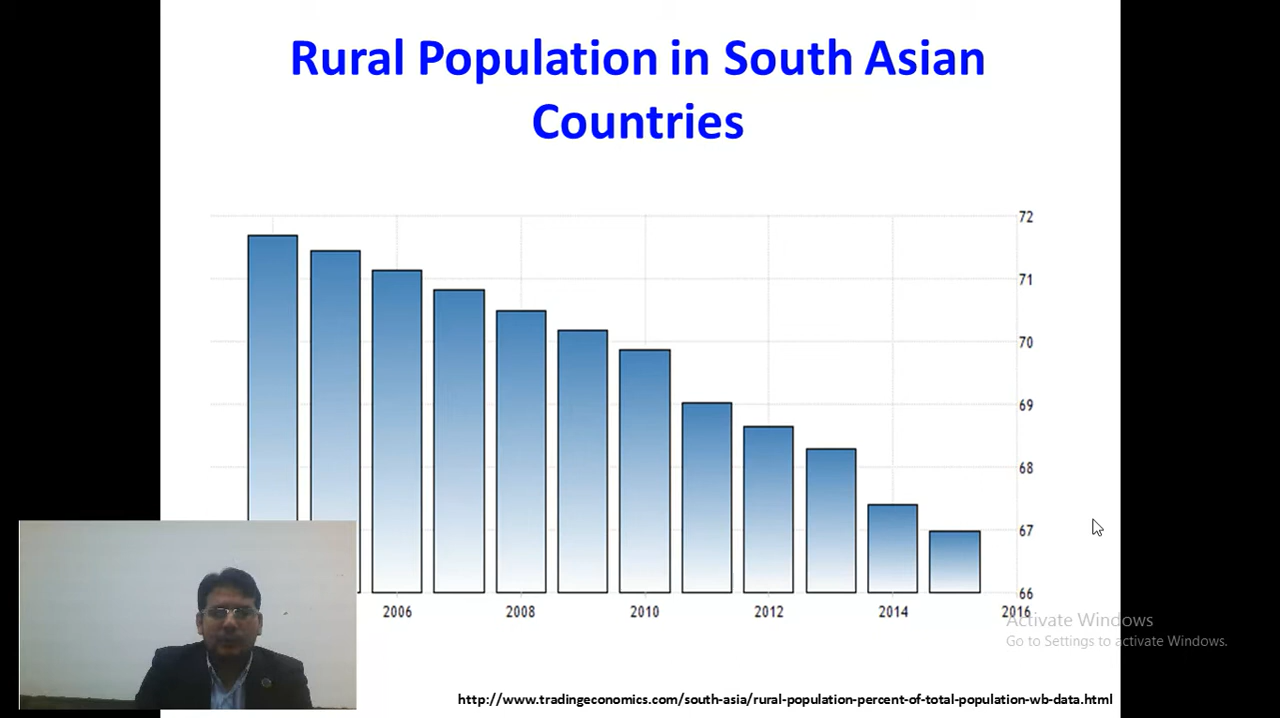 Rural Population in South Asian
Countries
72
71
70
69
68
67
66
2006 2008 2010 2012 2014 2016
Activate Windows
Go to Settings to activate Windows.
http://www.tradingeconomics.com/south-asia/rural-population-percent-of-total-population-wb-data.html